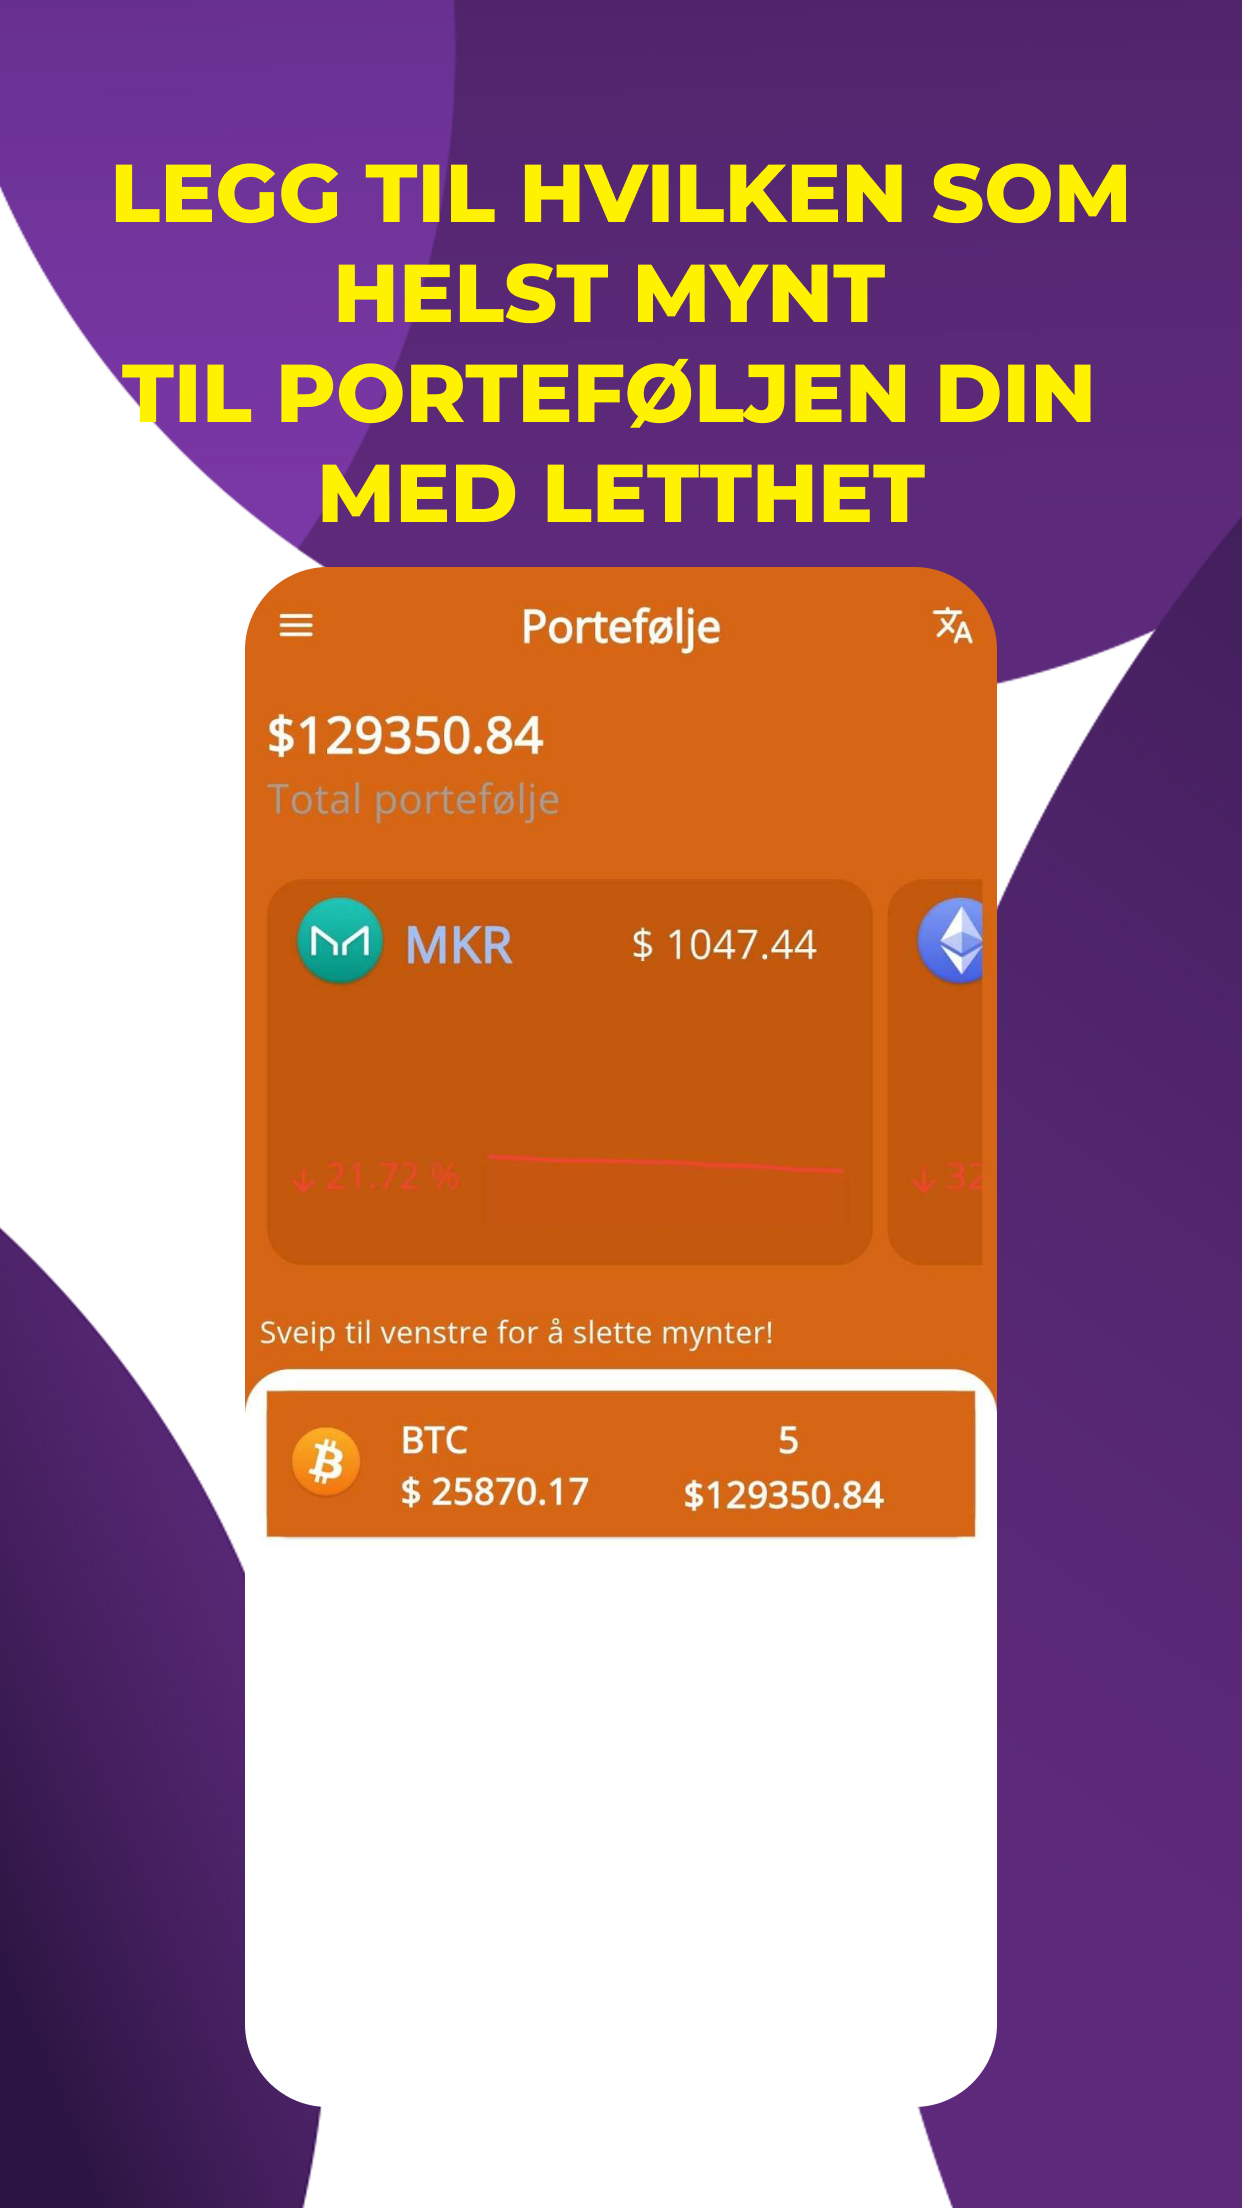 LEGG TIL HVILKEN SOM
HELST MYNT
TIL PORTEFØLJEN DIN
MED LETTHET
Portefølje
$129350.84
Total portefølje
MKR $ 1047.44
↓ 21.72 % ↓ 32
Sveip til venstre for å slette mynter!
BTC 5
$ 25870.17 $129350.84